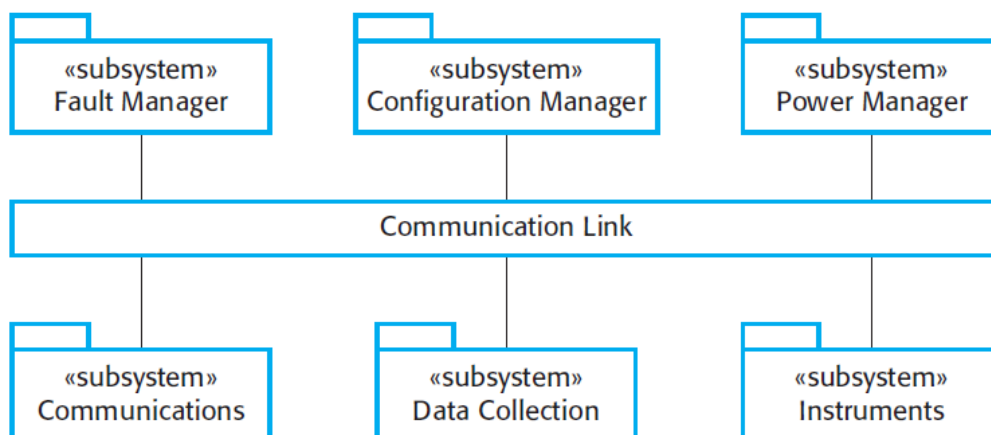 «subsystem»
Fault Manager
«subsystem»
Configuration Manager
«subsystem»
Power Manager
Communication Link
«subsystem»
Communications
«subsystem»
Data Collection
«subsystem»
Instruments